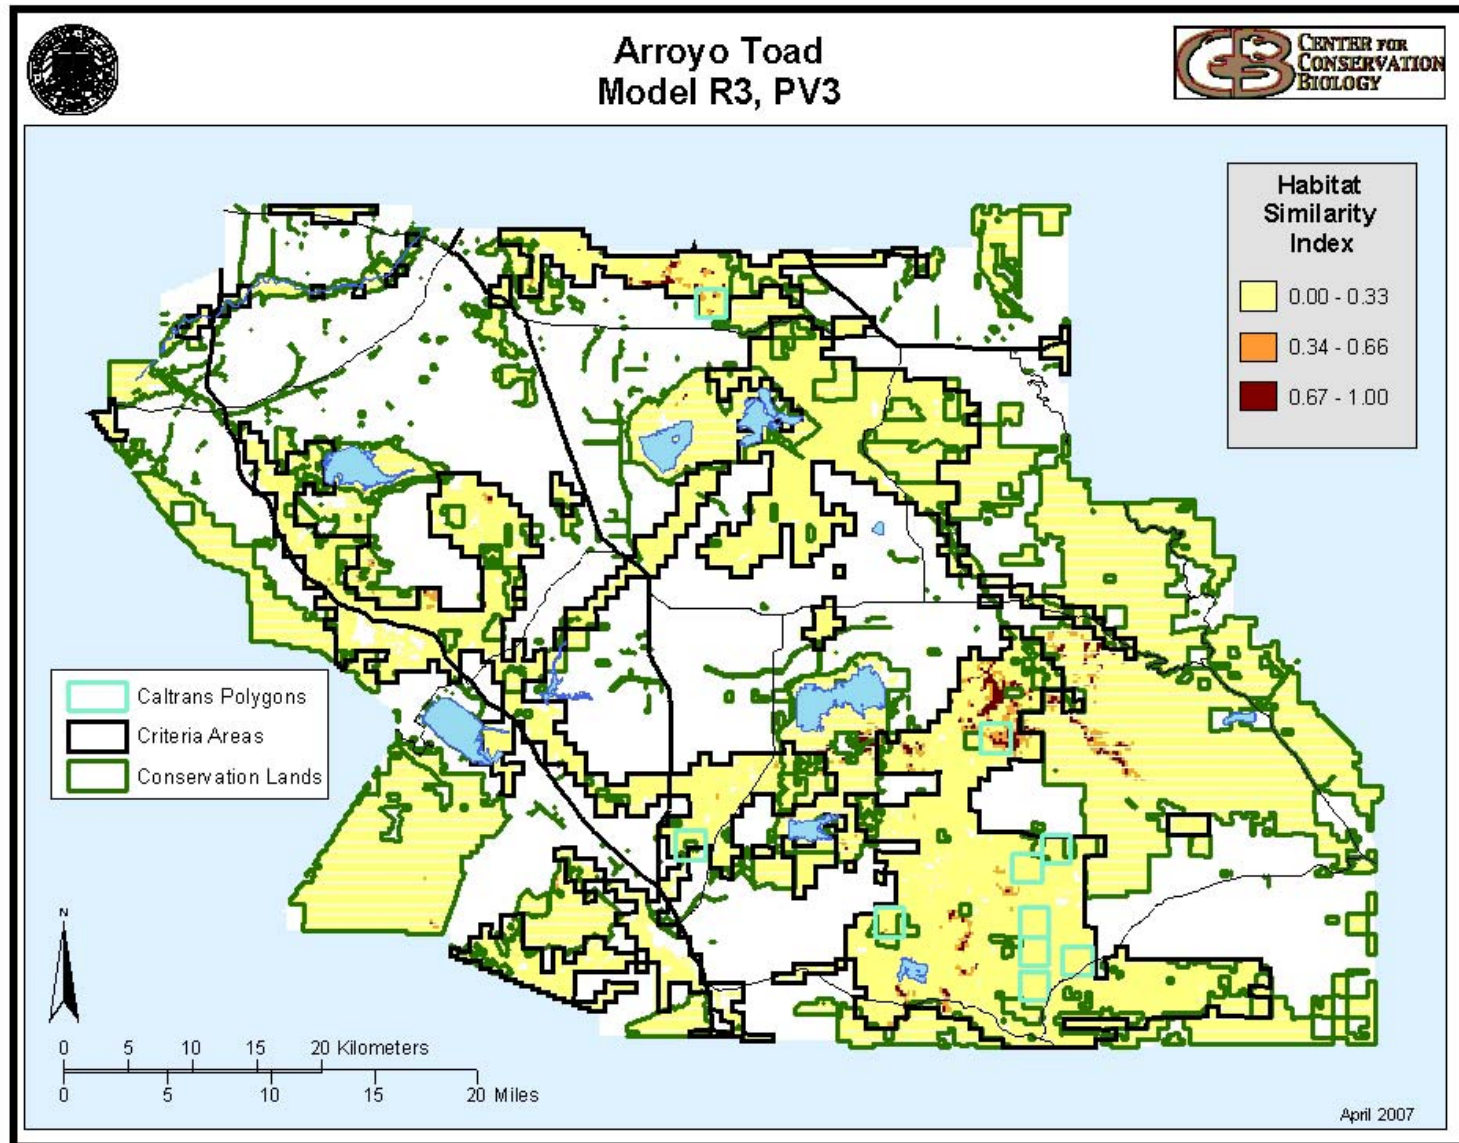 Arroyo Toad
Model R3, PV3
CENTER FOR
CONSERVATION
BIOLOGY
Habitat
Similarity
Index
0.00 - 0.33
0.34 - 0.66
0.67 - 1.00
Caltrans Polygons
Criteria Areas
Conservation Lands
N
0 5 10 15 20 Kilometers
0 5 10 15 20 Miles
April 2007